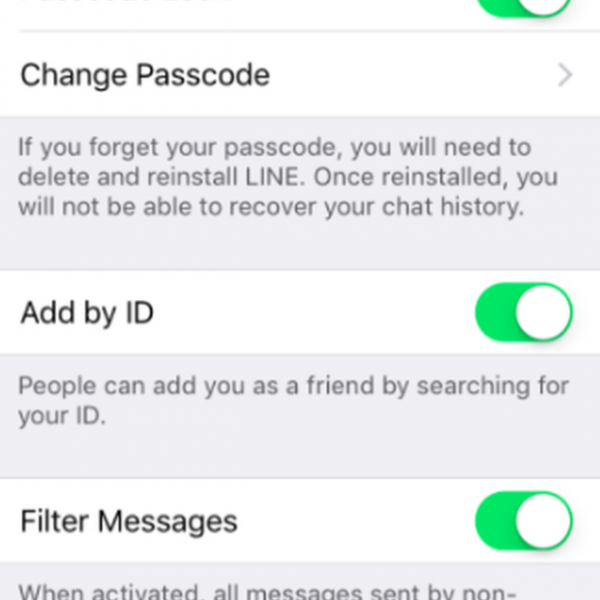 Change Passcode
If you forget your passcode, you will need to
delete and reinstall LINE. Once reinstalled, you
will not be able to recover your chat history.
Add by ID
People can add you as a friend by searching for
your ID.
Filter Messages
When activated, all messages sent by non-